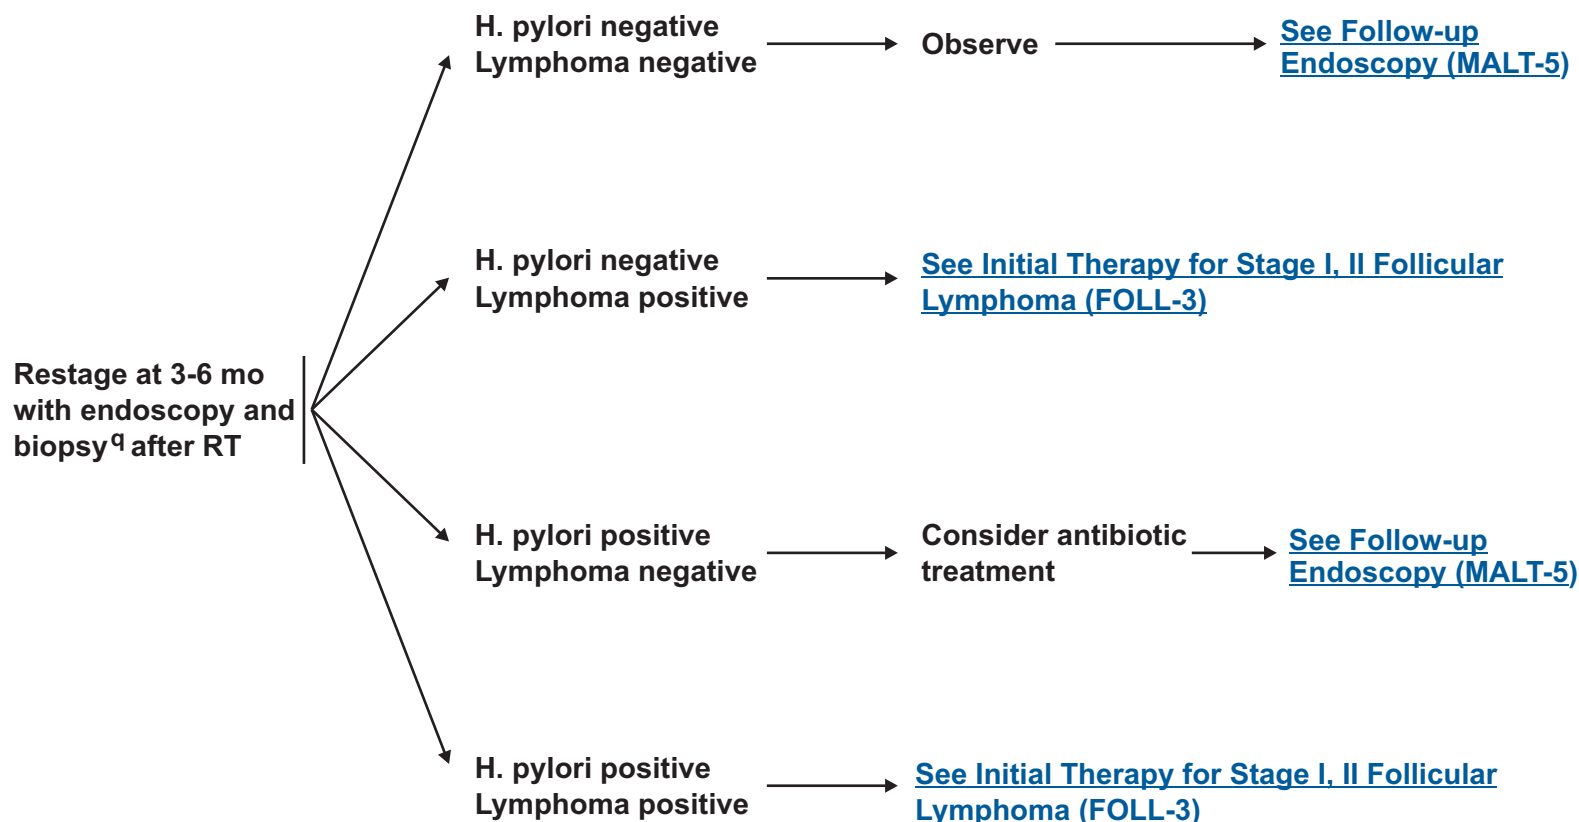 Restage at 3-6 mo
with endoscopy and
biopsy q after RT
H. pylori negative
Lymphoma negative
Observe
See Follow-up
Endoscopy (MALT-5)
H. pylori negative
Lymphoma positive
See Initial Therapy for Stage I, II Follicular
Lymphoma (FOLL-3)
H. pylori positive
Lymphoma negative
Consider antibiotic
treatment
See Follow-up
Endoscopy (MALT-5)
H. pylori positive
Lymphoma positive
See Initial Therapy for Stage I, II Follicular
Lymphoma (FOLL-3)